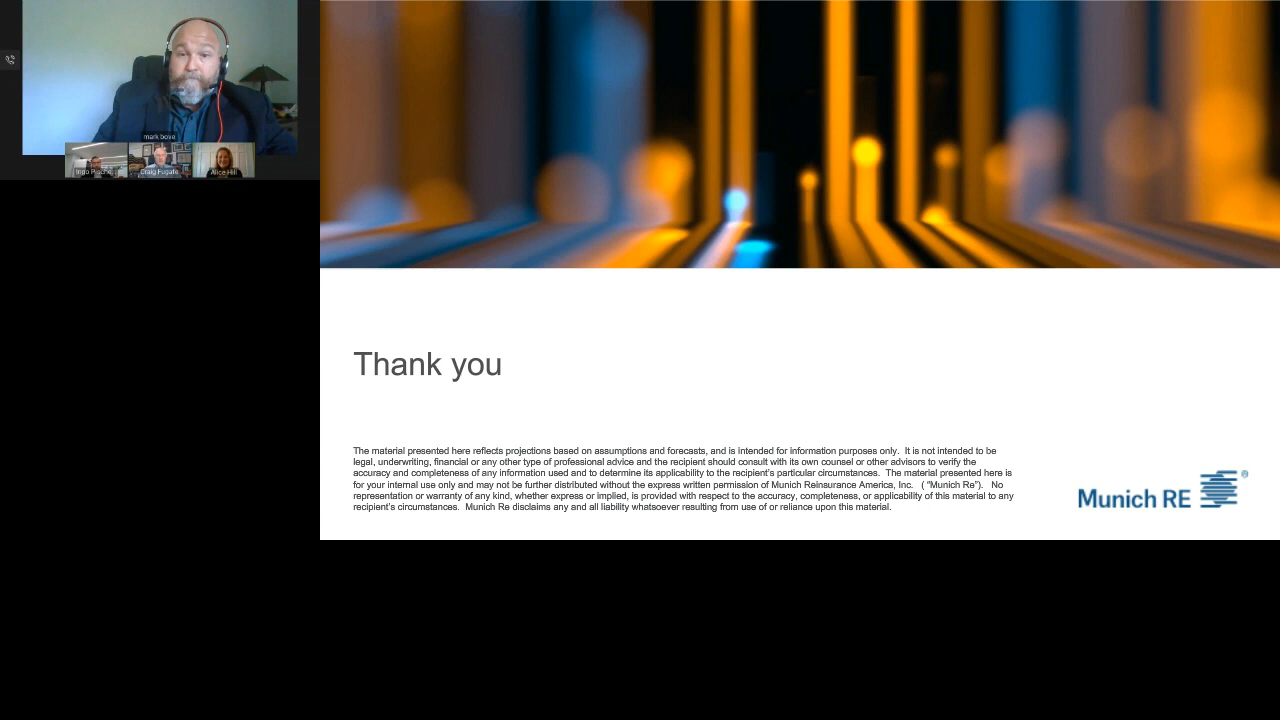 mark bove
Ingo Pische...
Craig Fugate
Alice Hill
Thank you
The material presented here reflects projections based on assumptions and forecasts, and is intended for information purposes only. It is not intended to be
legal, underwriting, financial or any other type of professional advice and the recipient should consult with its own counsel or other advisors to verify the
accuracy and completeness of any information used and to determine its applicability to the recipient's particular circumstances. The material presented here is
for your internal use only and may not be further distributed without the express written permission of Munich Reinsurance America, Inc. ( “Munich Re”). No
representation or warranty of any kind, whether express or implied, is provided with respect to the accuracy, completeness, or applicability of this material to any
recipient's circumstances. Munich Re disclaims any and all liability whatsoever resulting from use of or reliance upon this material.
Munich RE ®